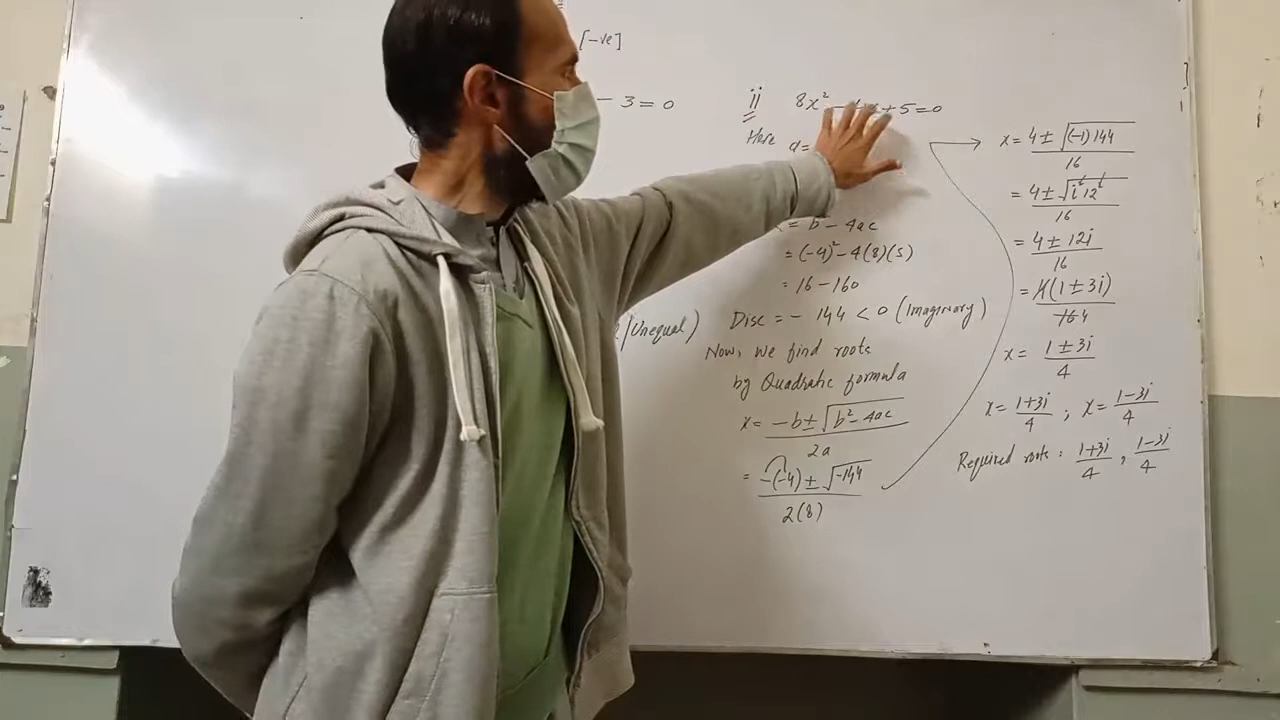 [-ve]
- 3 = 0
/Unequal)
ii 8x² - 4x + 5 = 0
Here a =
= b² - 4ac
= (-4)² - 4(8)(5)
= 16 - 160
Disc = - 144 < 0 (Imaginary)
Now, we find roots
by Quadratic formula
x = (-b ± √(b² - 4ac)) / 2a
= (-(-4) ± √(-144)) / 2(8)
x = (4 ± √((-1)144)) / 16
= (4 ± √(i² 12²)) / 16
= (4 ± 12i) / 16
= 4(1 ± 3i) / 16 4
x = (1 ± 3i) / 4
x = (1+3i) / 4 ; x = (1-3i) / 4
Required roots : (1+3i) / 4 , (1-3i) / 4